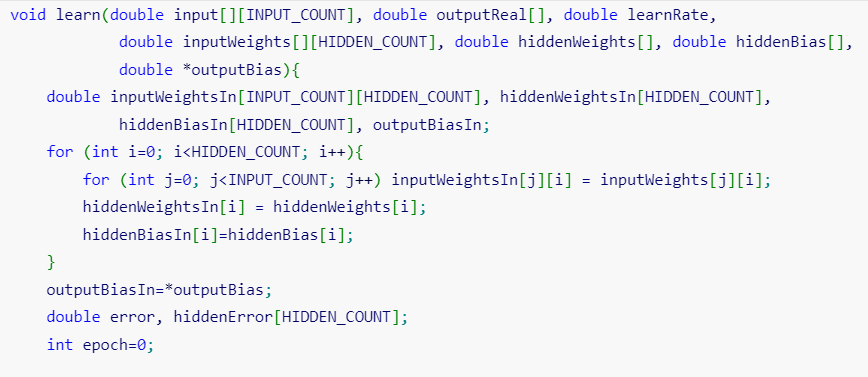 void learn(double input[][INPUT_COUNT], double outputReal[], double learnRate,
            double inputWeights[][HIDDEN_COUNT], double hiddenWeights[], double hiddenBias[],
            double *outputBias){
    double inputWeightsIn[INPUT_COUNT][HIDDEN_COUNT], hiddenWeightsIn[HIDDEN_COUNT],
            hiddenBiasIn[HIDDEN_COUNT], outputBiasIn;
    for (int i=0; i<HIDDEN_COUNT; i++){
        for (int j=0; j<INPUT_COUNT; j++) inputWeightsIn[j][i] = inputWeights[j][i];
        hiddenWeightsIn[i] = hiddenWeights[i];
        hiddenBiasIn[i]=hiddenBias[i];
    }
    outputBiasIn=*outputBias;
    double error, hiddenError[HIDDEN_COUNT];
    int epoch=0;